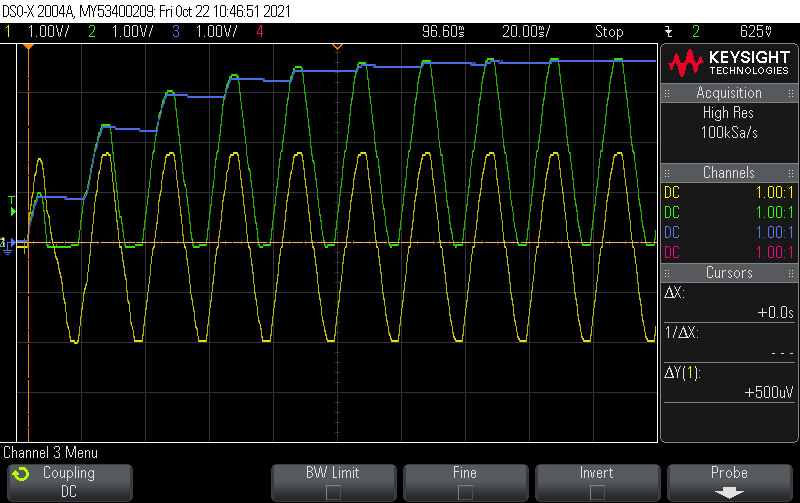 DSO-X 2004A, MY53400209: Fri Oct 22 10:46:51 2021
1 1.00V/ 2 1.00V/ 3 1.00V/ 4 96.60s 20.00s/ Stop 2 625V
KEYSIGHT
TECHNOLOGIES
Acquisition
High Res
100kSa/s
Channels
DC 1.00:1
DC 1.00:1
DC 1.00:1
DC 1.00:1
Cursors
ΔX:
+0.0s
1/ΔX:
---
ΔY(1):
+500uV
T
Channel 3 Menu
Coupling
DC
BW Limit
Fine
Invert
Probe